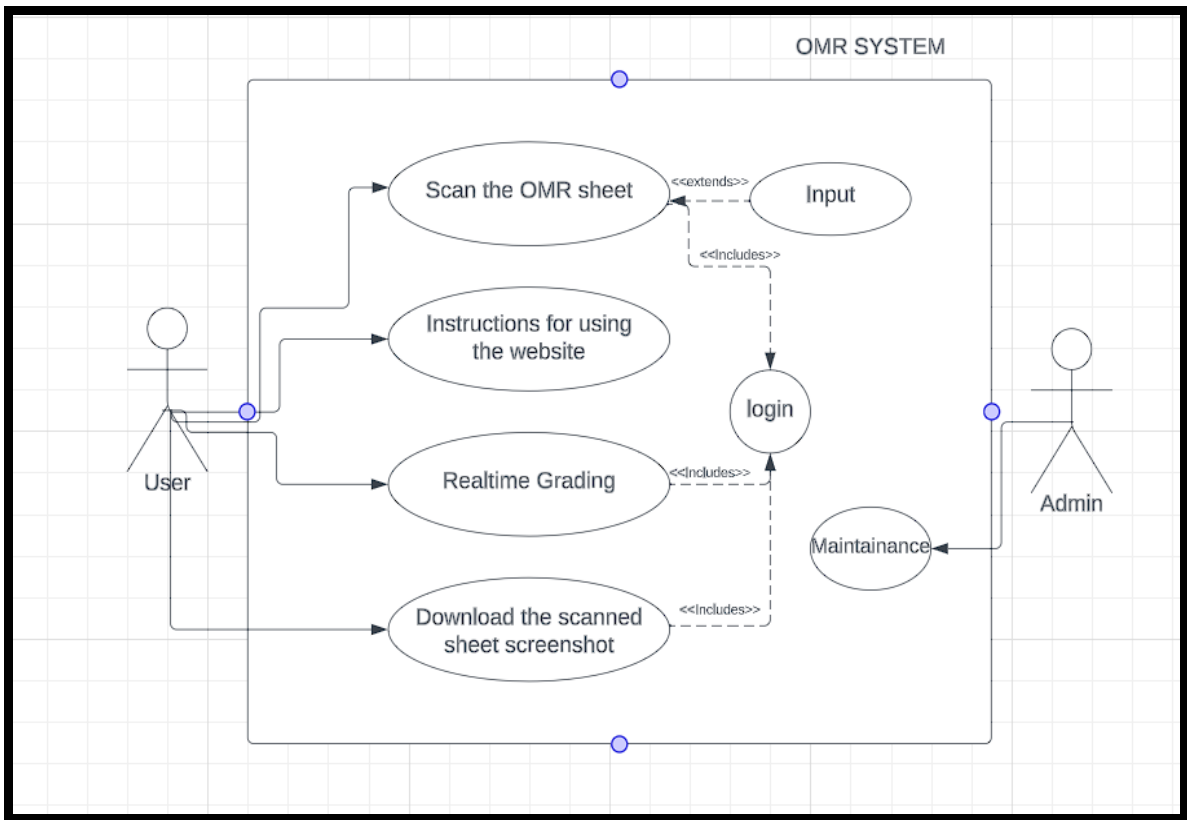 OMR SYSTEM
Scan the OMR sheet
<<extends>>
Input
<<Includes>>
Instructions for using
the website
login
User
Realtime Grading
<<Includes>>
Admin
Maintainance
Download the scanned
sheet screenshot
<<Includes>>